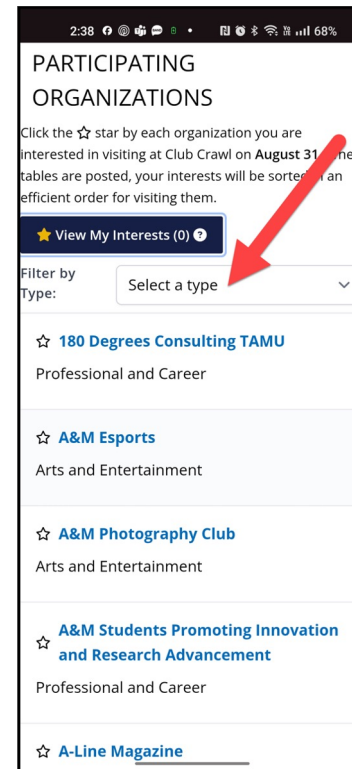 2:38 68%
PARTICIPATING
ORGANIZATIONS
Click the ☆ star by each organization you are
interested in visiting at Club Crawl on August 31
tables are posted, your interests will be sorted an
efficient order for visiting them.
View My Interests (0) ?
Filter by
Type:
Select a type
☆ 180 Degrees Consulting TAMU
Professional and Career
☆ A&M Esports
Arts and Entertainment
☆ A&M Photography Club
Arts and Entertainment
☆ A&M Students Promoting Innovation
and Research Advancement
Professional and Career
☆ A-Line Magazine